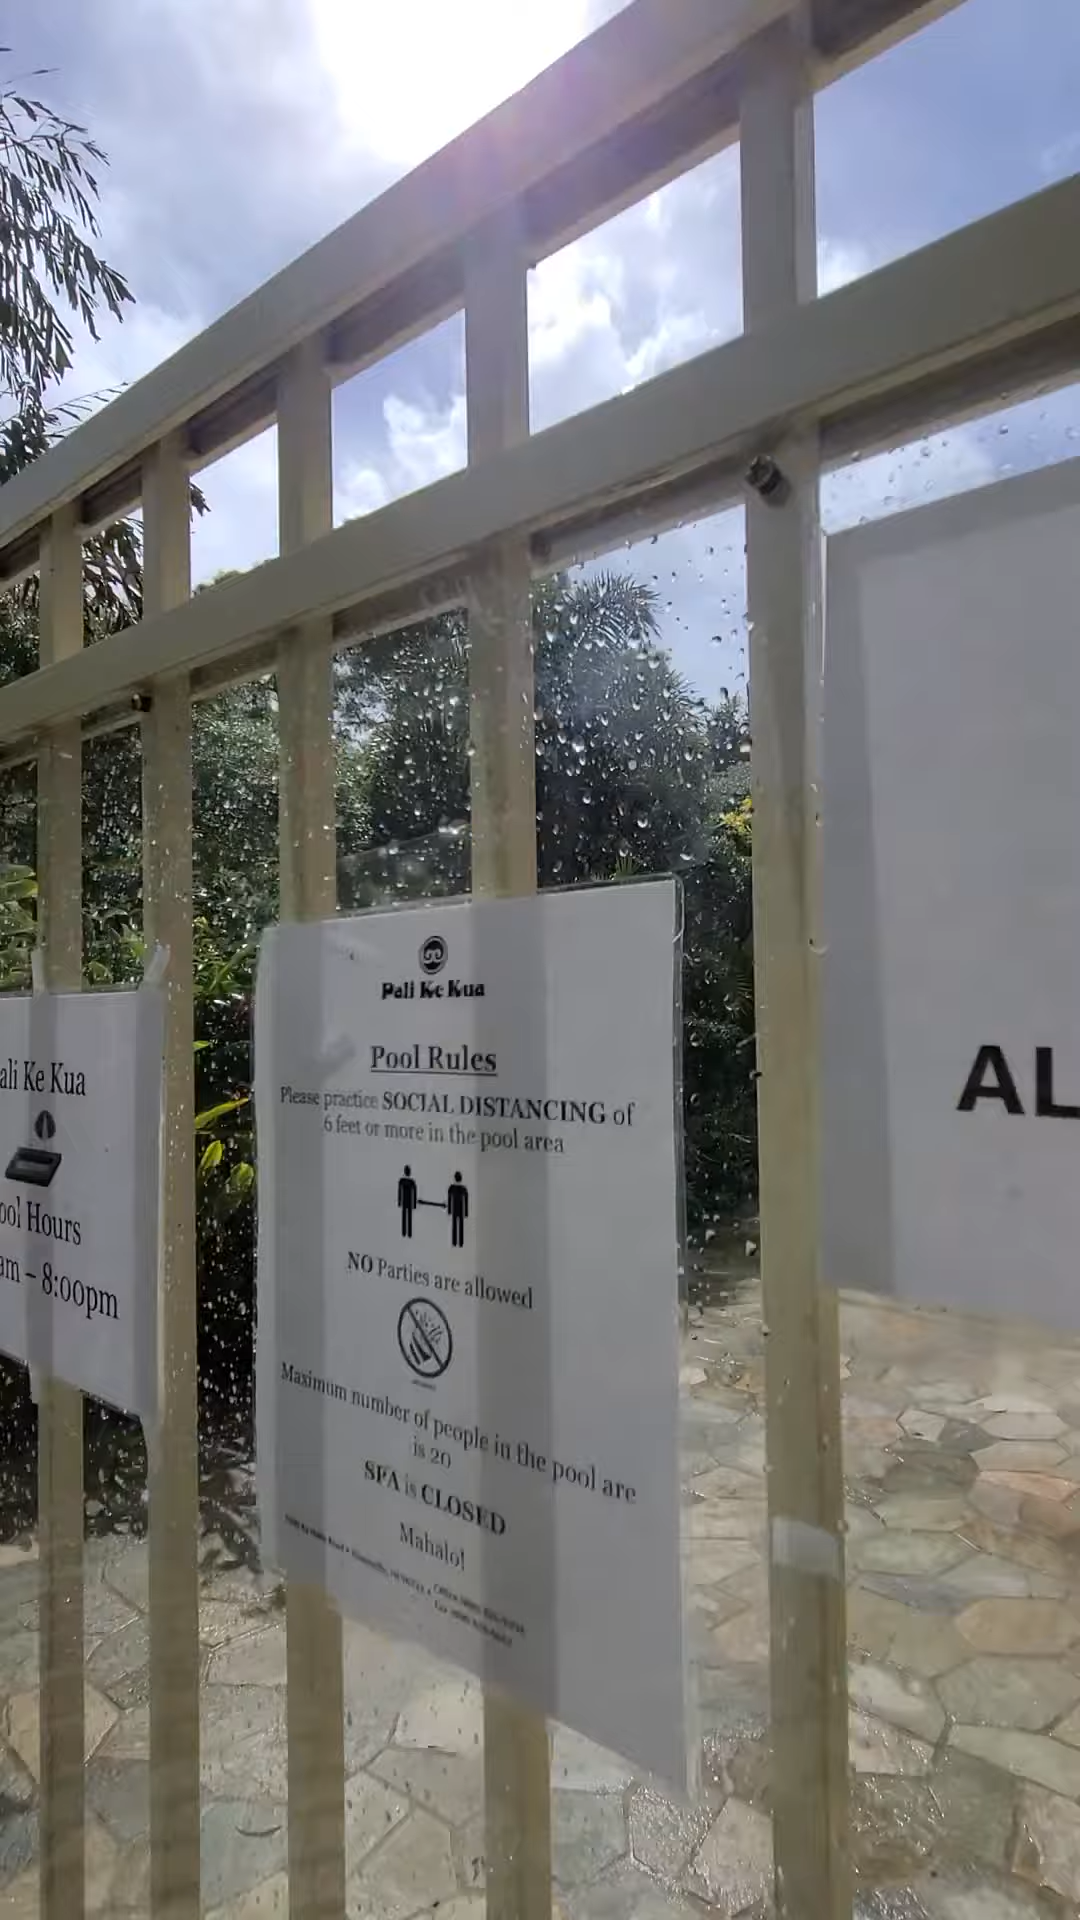 ali Ke Kua
ool Hours
am – 8:00pm
Pali Ke Kua
Pool Rules
Please practice SOCIAL DISTANCING of
6 feet or more in the pool area
NO Parties are allowed
Maximum number of people in the pool are
is 20
SPA is CLOSED
Mahalo!
AL